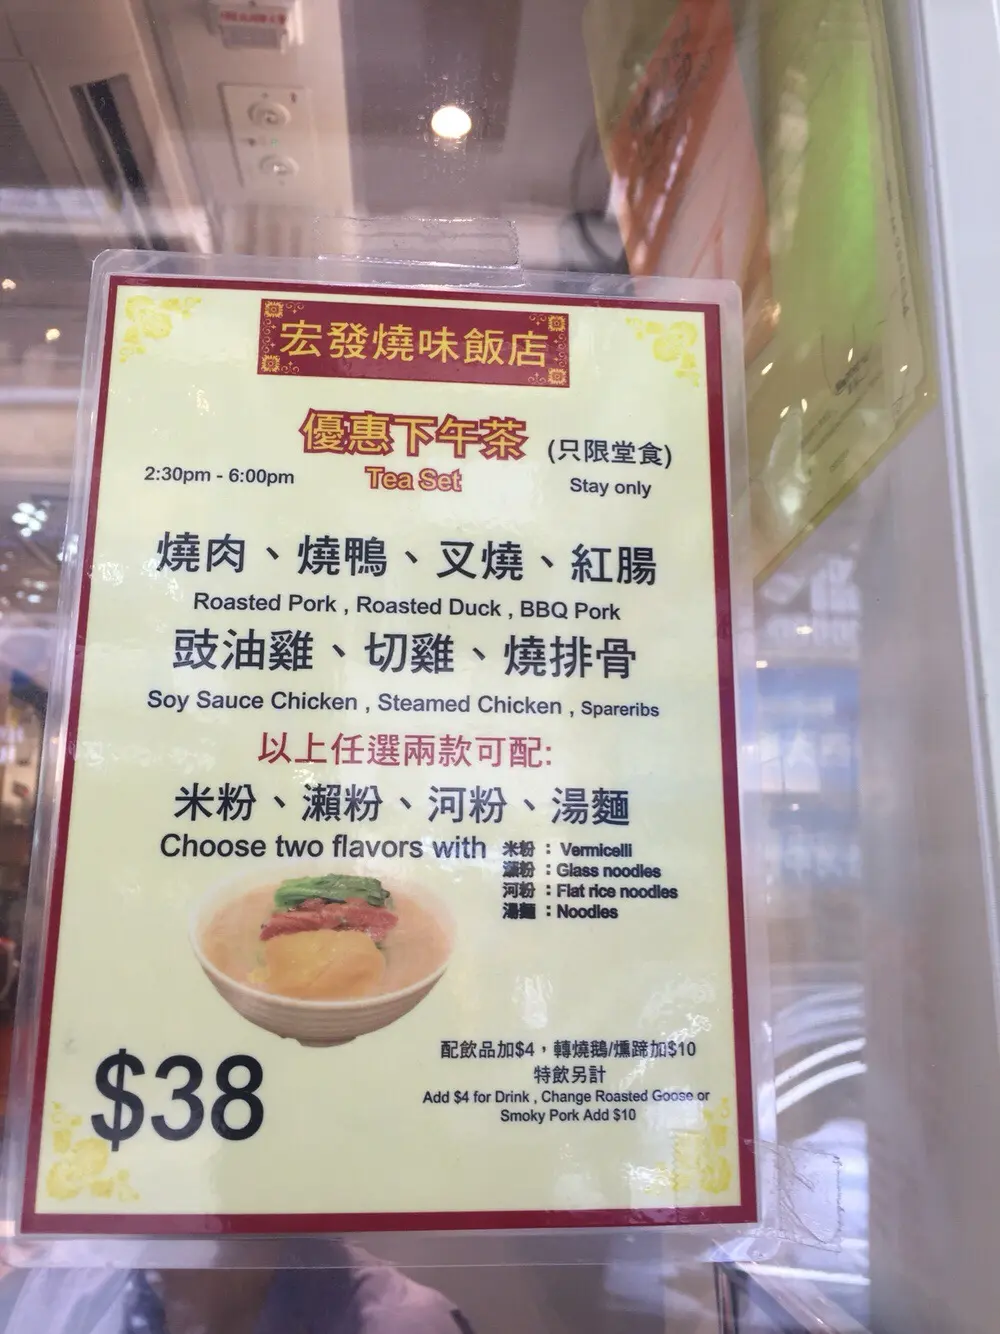 宏發燒味飯店
優惠下午茶
(只限堂食)
2:30pm - 6:00pm
Tea Set
Stay only
燒肉、燒鴨、叉燒、紅腸
Roasted Pork , Roasted Duck , BBQ Pork
豉油雞、切雞、燒排骨
Soy Sauce Chicken , Steamed Chicken , Spareribs
以上任選兩款可配:
米粉、瀨粉、河粉、湯麵
Choose two flavors with
米粉 : Vermicelli
瀨粉 : Glass noodles
河粉 : Flat rice noodles
湯麵 : Noodles
$38
配飲品加$4，轉燒鵝/燻蹄加$10
特飲另計
Add $4 for Drink , Change Roasted Goose or
Smoky Pork Add $10